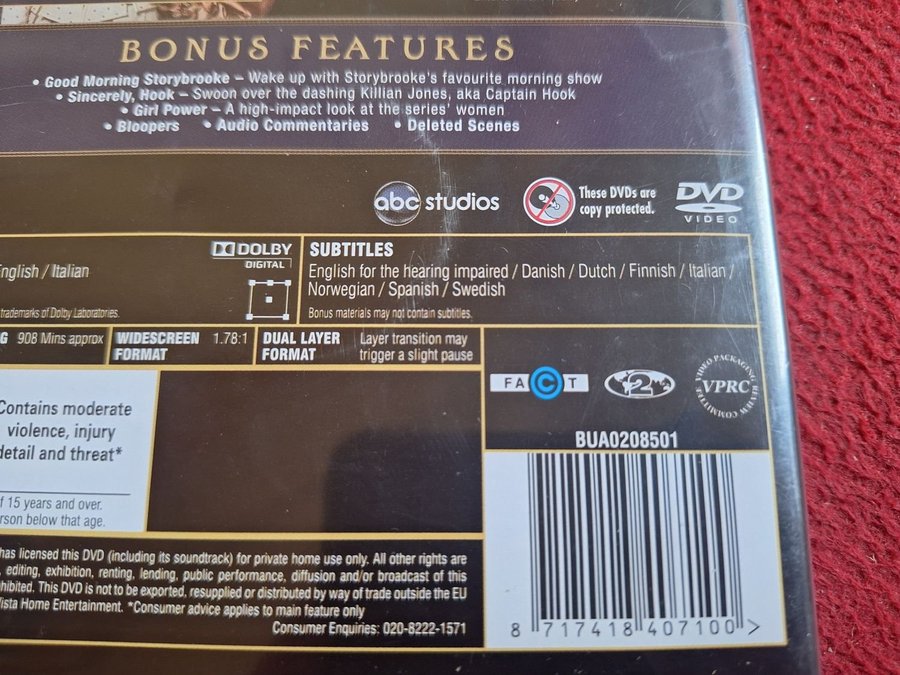 BONUS FEATURES
• Good Morning Storybrooke – Wake up with Storybrooke's favourite morning show
• Sincerely, Hook – Swoon over the dashing Killian Jones, aka Captain Hook
• Girl Power – A high-impact look at the series' women
• Bloopers • Audio Commentaries • Deleted Scenes
abc studios
These DVDs are
copy protected.
DVD
VIDEO
English / Italian
DOLBY
DIGITAL
trademarks of Dolby Laboratories.
SUBTITLES
English for the hearing impaired / Danish / Dutch / Finnish / Italian /
Norwegian / Spanish / Swedish
Bonus materials may not contain subtitles.
G 908 Mins approx
WIDESCREEN
FORMAT
1.78:1
DUAL LAYER
FORMAT
Layer transition may
trigger a slight pause
Contains moderate
violence, injury
detail and threat*
of 15 years and over.
person below that age.
FACT
2
VIDEO PACKAGING REVIEW COMMITTEE
VPRC
BUA0208501
has licensed this DVD (including its soundtrack) for private home use only. All other rights are
, editing, exhibition, renting, lending, public performance, diffusion and/or broadcast of this
hibited. This DVD is not to be exported, resupplied or distributed by way of trade outside the EU
Vista Home Entertainment. *Consumer advice applies to main feature only
Consumer Enquiries: 020-8222-1571
8 717418 407100 >